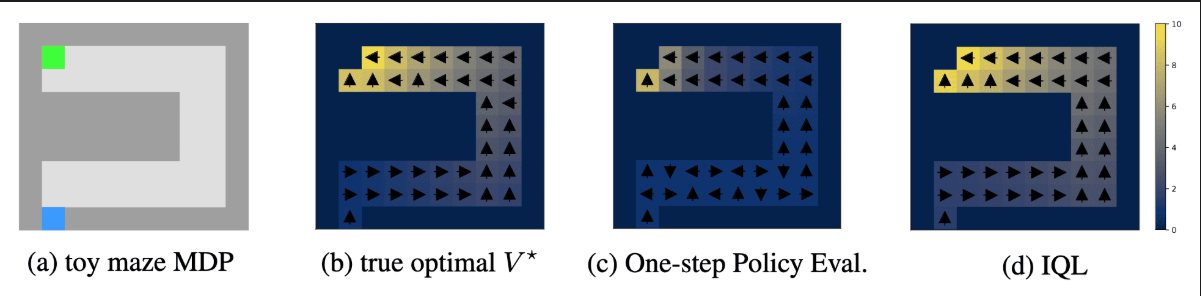 10
8
6
4
2
0
(a) toy maze MDP
(b) true optimal V⋆
(c) One-step Policy Eval.
(d) IQL